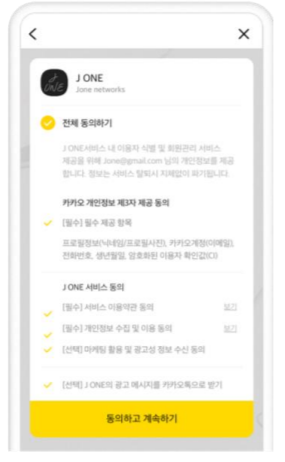 J ONE
Jone networks
전체 동의하기
J ONE서비스 내 이용자 식별 및 회원관리 서비스
제공을 위해 Jone@gmail.com 님의 개인정보를 제공
합니다. 정보는 서비스 탈퇴시 지체없이 파기됩니다.
카카오 개인정보 제3자 제공 동의
[필수] 필수 제공 항목
프로필정보(닉네임/프로필사진), 카카오계정(이메일),
전화번호, 생년월일, 암호화된 이용자 확인값(CI)
J ONE 서비스 동의
[필수] 서비스 이용약관 동의 보기
[필수] 개인정보 수집 및 이용 동의 보기
[선택] 마케팅 활용 및 광고성 정보 수신 동의
[선택] J ONE의 광고 메시지를 카카오톡으로 받기
동의하고 계속하기